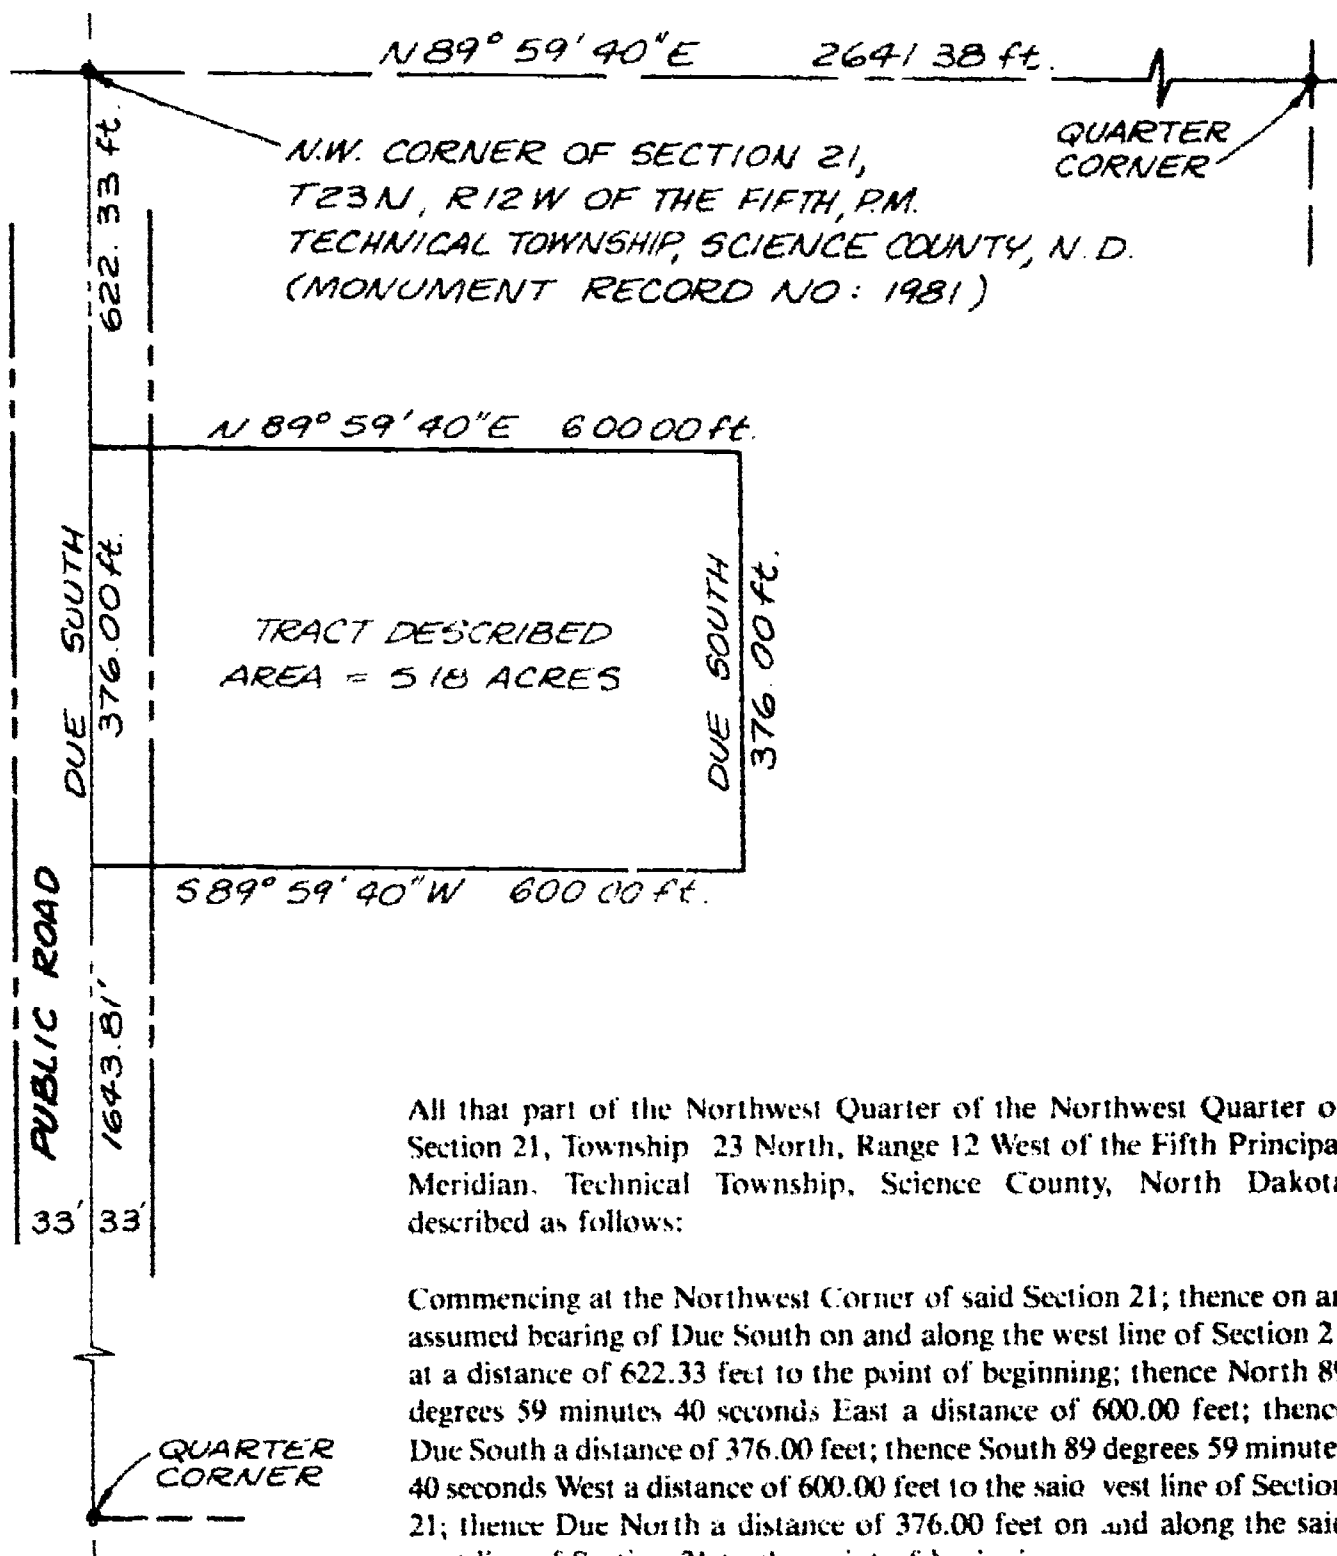 N 89° 59' 40" E 2641 38 ft.
QUARTER
CORNER
622. 33 ft.
N.W. CORNER OF SECTION 21,
T23N, R12W OF THE FIFTH, P.M.
TECHNICAL TOWNSHIP, SCIENCE COUNTY, N. D.
(MONUMENT RECORD NO: 1981)
N 89° 59' 40" E 600 00 ft.
DUE SOUTH
376.00 ft.
TRACT DESCRIBED
AREA = 5 18 ACRES
DUE SOUTH
376.00 ft.
S 89° 59' 40" W 600 00 ft.
PUBLIC ROAD
1643.81'
33' 33'
QUARTER
CORNER
All that part of the Northwest Quarter of the Northwest Quarter o
Section 21, Township 23 North, Range 12 West of the Fifth Principa
Meridian, Technical Township, Science County, North Dakota
described as follows:
Commencing at the Northwest Corner of said Section 21; thence on an
assumed bearing of Due South on and along the west line of Section 2
at a distance of 622.33 feet to the point of beginning; thence North 89
degrees 59 minutes 40 seconds East a distance of 600.00 feet; thence
Due South a distance of 376.00 feet; thence South 89 degrees 59 minute
40 seconds West a distance of 600.00 feet to the said vest line of Section
21; thence Due North a distance of 376.00 feet on and along the said